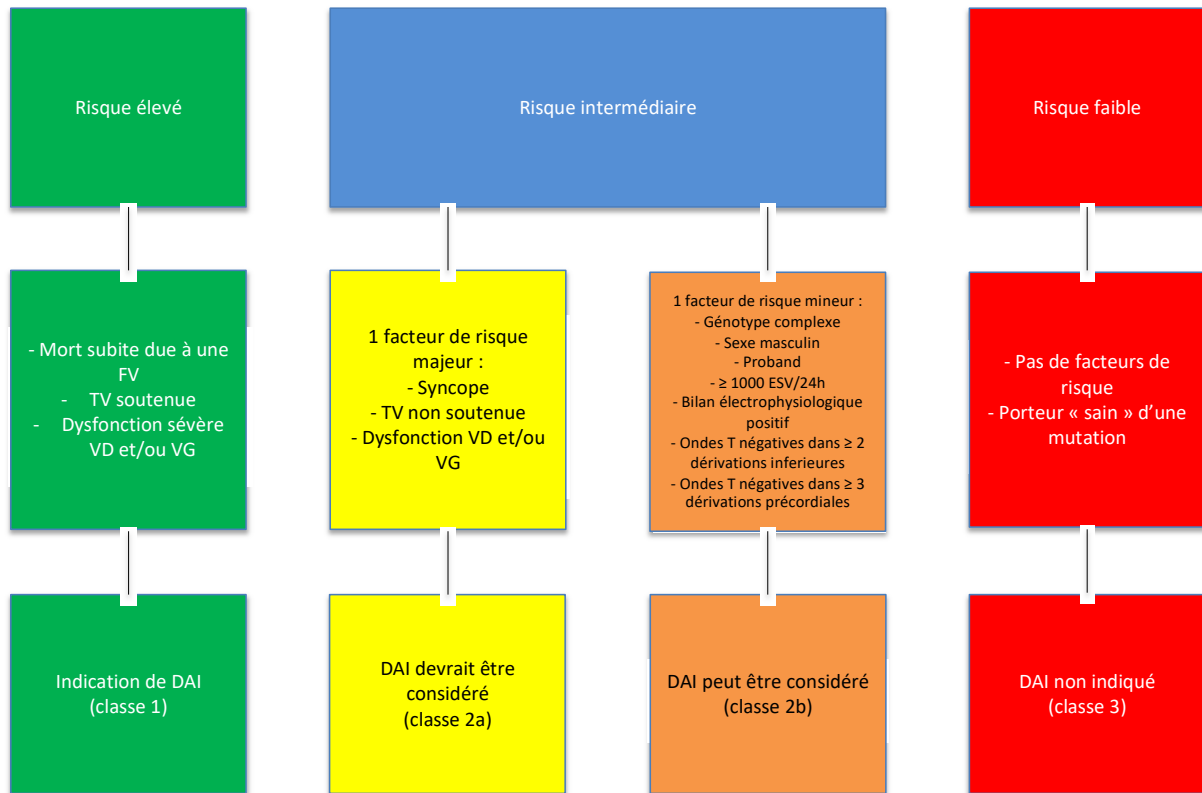 Risque élevé
Risque intermédiaire
Risque faible
- Mort subite due à une
FV
- TV soutenue
- Dysfonction sévère
VD et/ou VG
1 facteur de risque
majeur :
- Syncope
- TV non soutenue
- Dysfonction VD et/ou
VG
1 facteur de risque mineur :
- Génotype complexe
- Sexe masculin
- Proband
- ≥ 1000 ESV/24h
- Bilan électrophysiologique
positif
- Ondes T négatives dans ≥ 2
dérivations inferieures
- Ondes T négatives dans ≥ 3
dérivations précordiales
- Pas de facteurs de
risque
- Porteur « sain » d’une
mutation
Indication de DAI
(classe 1)
DAI devrait être
considéré
(classe 2a)
DAI peut être considéré
(classe 2b)
DAI non indiqué
(classe 3)